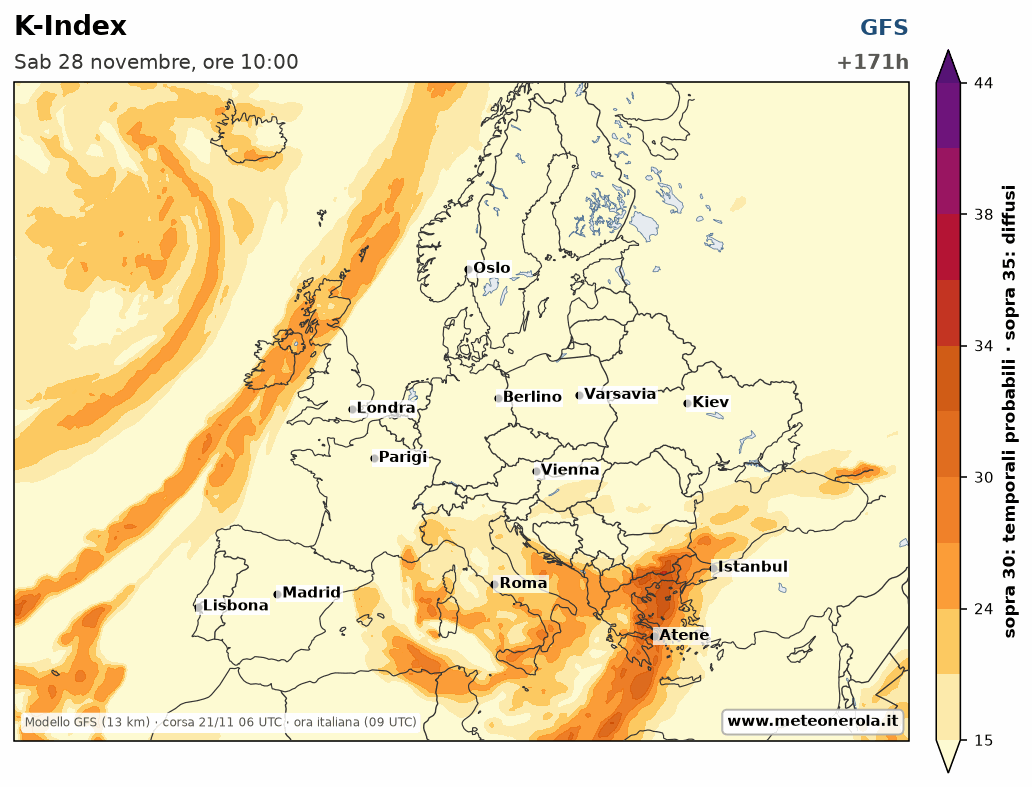 K-Index
GFS
Sab 28 novembre, ore 10:00
+171h
44
38
34
30
24
15
sopra 30: temporali probabili · sopra 35: diffusi
Oslo
Londra
Berlino
Varsavia
Kiev
Parigi
Vienna
Istanbul
Roma
Madrid
Lisbona
Atene
Modello GFS (13 km) · corsa 21/11 06 UTC · ora italiana (09 UTC)
www.meteonerola.it